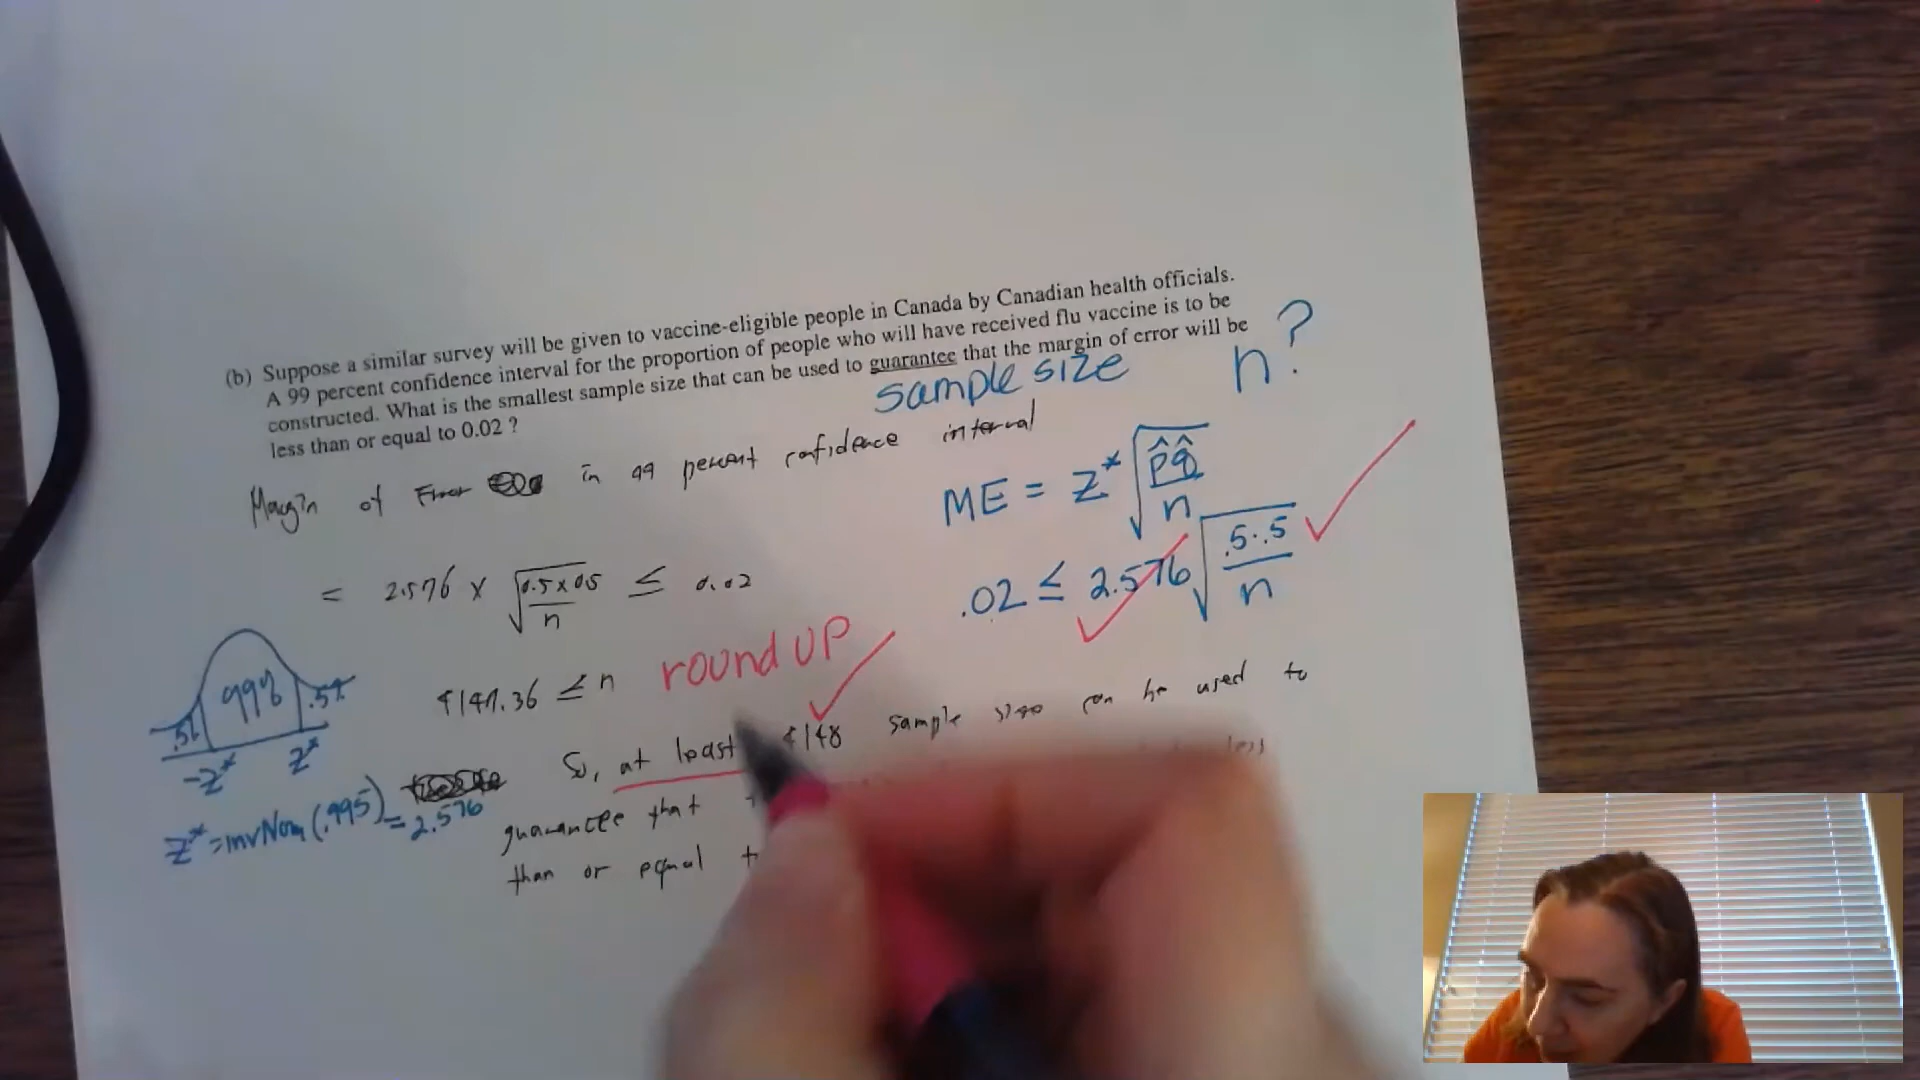 (b) Suppose a similar survey will be given to vaccine-eligible people in Canada by Canadian health officials.
A 99 percent confidence interval for the proportion of people who will have received flu vaccine is to be
constructed. What is the smallest sample size that can be used to guarantee that the margin of error will be
less than or equal to 0.02 ?
sample size
n?
Margin of Error in 99 percent confidence interval
ME = z* √(p̂q̂/n)
= 2.576 × √(0.5×05/n) ≤ 0.02
.02 ≤ 2.576 √(.5·.5/n)
4147.36 ≤ n
round UP
99%
.5%
-z*
z*
z* = invNorm(.995) = 2.576
So, at least 4148 sample size can be used to
guarantee that less
than or equal